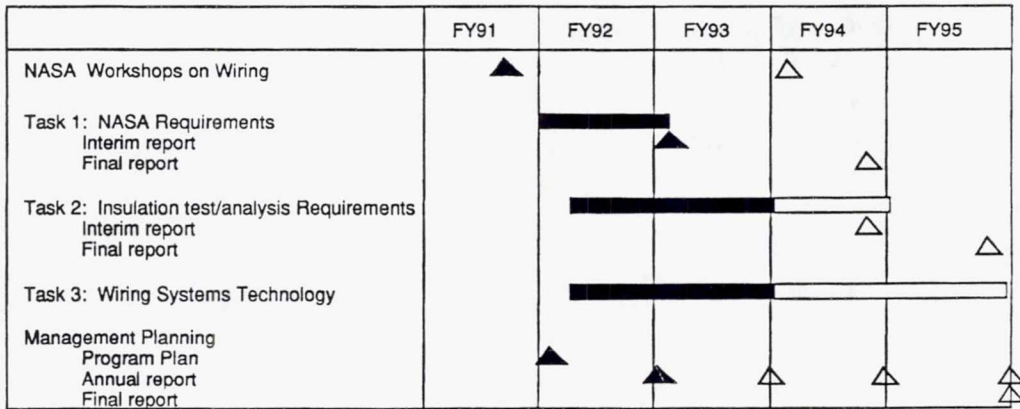 FY91 FY92 FY93 FY94 FY95
NASA Workshops on Wiring
Task 1: NASA Requirements
Interim report
Final report
Task 2: Insulation test/analysis Requirements
Interim report
Final report
Task 3: Wiring Systems Technology
Management Planning
Program Plan
Annual report
Final report